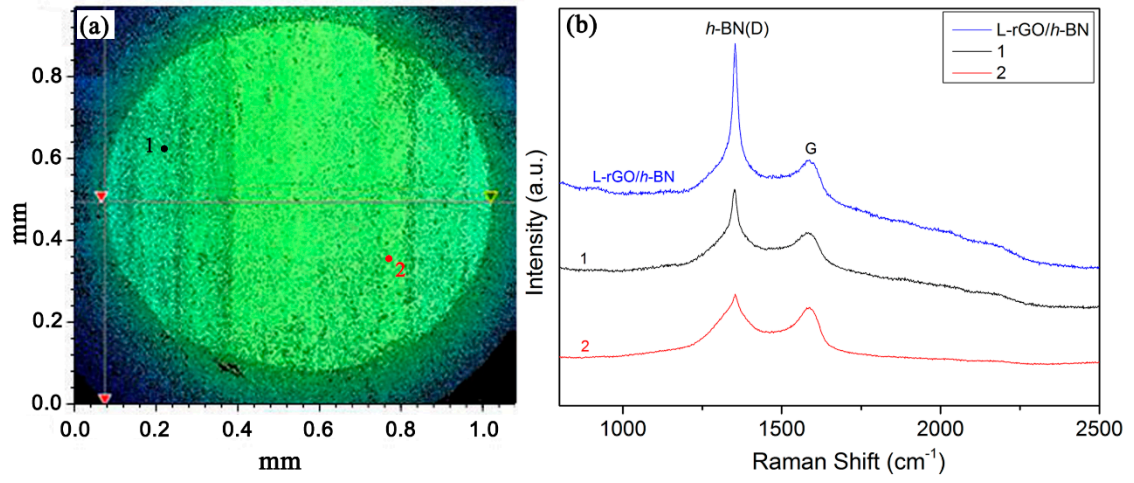 (a)
0.8
0.6
0.4
0.2
0.0
mm
1
2
0.0 0.2 0.4 0.6 0.8 1.0
mm
(b)
h-BN(D)
G
L-rGO/h-BN
1
2
L-rGO/h-BN
1
2
Intensity (a.u.)
1000 1500 2000 2500
Raman Shift (cm⁻¹)